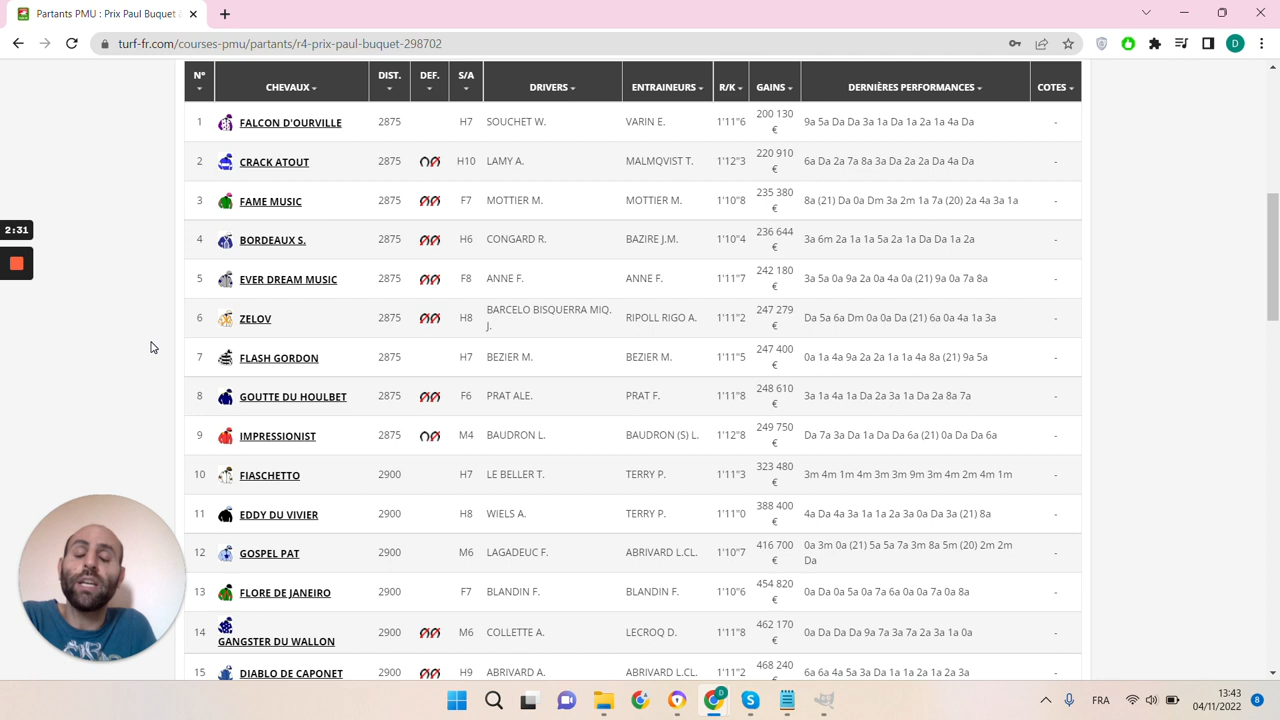 Partants PMU : Prix Paul Buquet
turf-fr.com/courses-pmu/partants/r4-prix-paul-buquet-298702
D
N° CHEVAUX DIST. DEF. S/A DRIVERS ENTRAINEURS R/K GAINS DERNIÈRES PERFORMANCES COTES
1 FALCON D'OURVILLE 2875 H7 SOUCHET W. VARIN E. 1'11"6 200 130 € 9a 5a Da Da 3a 1a Da 1a 2a 1a 4a Da -
2 CRACK ATOUT 2875 H10 LAMY A. MALMQVIST T. 1'12"3 220 910 € 6a Da 2a 7a 8a 3a Da 2a Da 4a Da -
3 FAME MUSIC 2875 F7 MOTTIER M. MOTTIER M. 1'10"8 235 380 € 8a (21) Da 0a Dm 3a 2m 1a 7a (20) 2a 4a 3a 1a -
4 BORDEAUX S. 2875 H6 CONGARD R. BAZIRE J.M. 1'10"4 236 644 € 3a 6m 2a 1a 1a 5a 2a 1a Da Da 1a 2a -
5 EVER DREAM MUSIC 2875 F8 ANNE F. ANNE F. 1'11"7 242 180 € 3a 5a 0a 9a 2a 0a 4a 0a (21) 9a 0a 7a 8a -
6 ZELOV 2875 H8 BARCELO BISQUERRA MIQ. J. RIPOLL RIGO A. 1'11"2 247 279 € Da 5a 6a Dm 0a 0a Da (21) 6a 0a 4a 1a 3a -
7 FLASH GORDON 2875 H7 BEZIER M. BEZIER M. 1'11"5 247 400 € 0a 1a 4a 9a 2a 2a 1a 1a 4a 8a (21) 9a 5a -
8 GOUTTE DU HOULBET 2875 F6 PRAT ALE. PRAT F. 1'11"8 248 610 € 3a 1a 4a 1a Da 2a 3a 1a Da 2a 8a 7a -
9 IMPRESSIONIST 2875 M4 BAUDRON L. BAUDRON (S) L. 1'12"8 249 750 € Da 7a 3a Da 1a Da Da 6a (21) 0a Da Da 6a -
10 FIASCHETTO 2900 H7 LE BELLER T. TERRY P. 1'11"3 323 480 € 3m 4m 1m 4m 3m 3m 9m 3m 4m 2m 4m 1m -
11 EDDY DU VIVIER 2900 H8 WIELS A. TERRY P. 1'11"0 388 400 € 4a Da 4a 3a 1a 1a 2a 3a 0a Da 3a (21) 8a -
12 GOSPEL PAT 2900 M6 LAGADEUC F. ABRIVARD L.CL. 1'10"7 416 700 € 0a 3m 0a (21) 5a 5a 7a 3m 8a 5m (20) 2m 2m Da -
13 FLORE DE JANEIRO 2900 F7 BLANDIN F. BLANDIN F. 1'10"6 454 820 € 0a Da 0a 5a 0a 7a 6a 0a 0a 7a 0a 8a -
14 GANGSTER DU WALLON 2900 M6 COLLETTE A. LECROQ D. 1'11"8 462 170 € 0a Da Da Da 9a 7a 3a 7a 2a 3a 1a 0a -
15 DIABLO DE CAPONET 2900 H9 ABRIVARD A. ABRIVARD L.CL. 1'11"2 468 240 6a 6a 4a 5a 3a Da 1a 1a 2a 1a 2a 3a -
2:31
FRA
13:43
04/11/2022
8